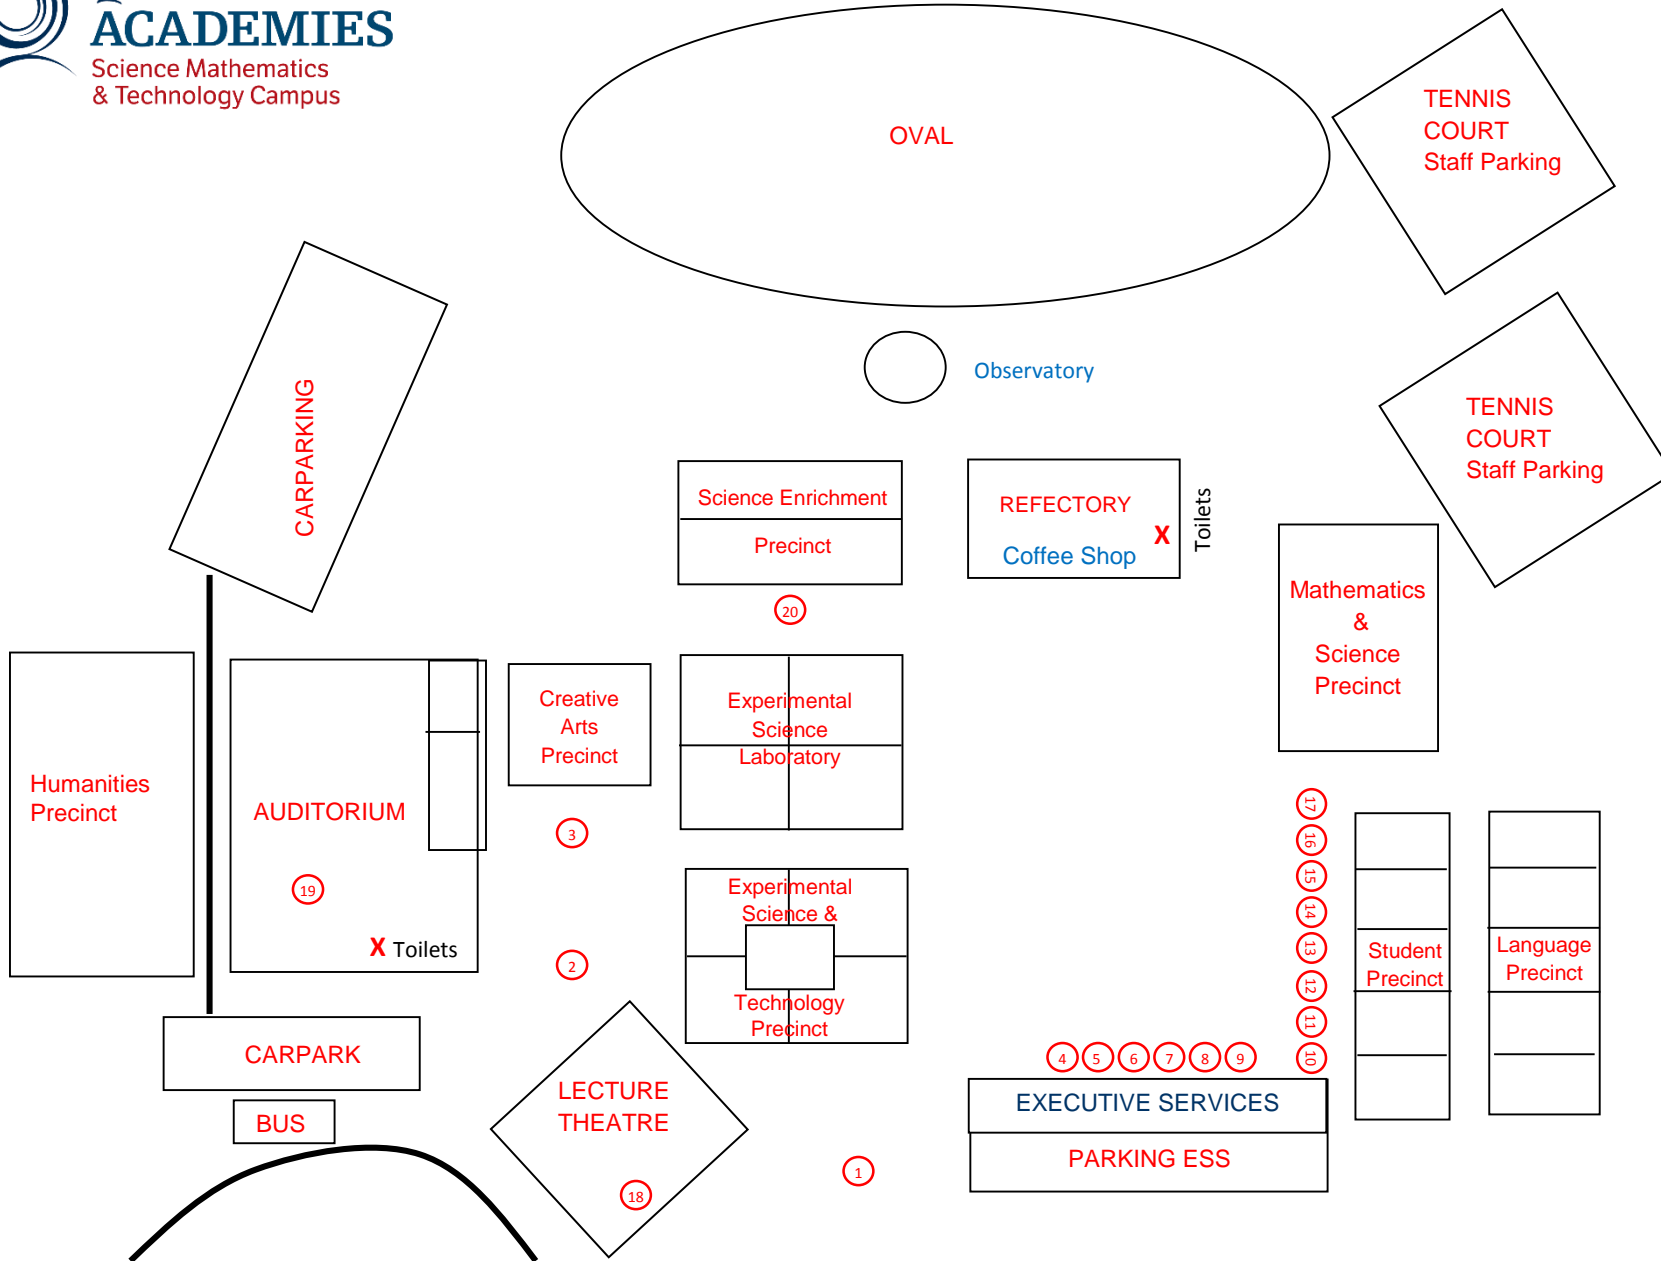 ACADEMIES
Science Mathematics
& Technology Campus
OVAL
TENNIS
COURT
Staff Parking
Observatory
TENNIS
COURT
Staff Parking
CARPARKING
Science Enrichment
Precinct
REFECTORY
X
Coffee Shop
Toilets
20
Mathematics
&
Science
Precinct
Humanities
Precinct
AUDITORIUM
19
X Toilets
Creative
Arts
Precinct
3
2
Experimental
Science
Laboratory
Experimental
Science &
Technology
Precinct
17
16
15
14
13
12
11
10
Student
Precinct
Language
Precinct
CARPARK
BUS
LECTURE
THEATRE
18
1
4 5 6 7 8 9
EXECUTIVE SERVICES
PARKING ESS